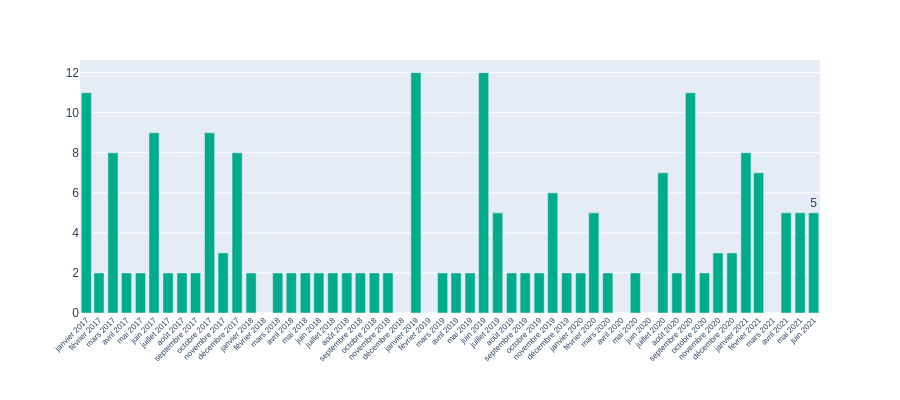 12
10
8
6
4
2
0
5
janvier 2017
février 2017
mars 2017
avril 2017
mai 2017
juin 2017
juillet 2017
août 2017
septembre 2017
octobre 2017
novembre 2017
décembre 2017
janvier 2018
février 2018
mars 2018
avril 2018
mai 2018
juin 2018
juillet 2018
août 2018
septembre 2018
octobre 2018
novembre 2018
décembre 2018
janvier 2019
février 2019
mars 2019
avril 2019
mai 2019
juin 2019
juillet 2019
août 2019
septembre 2019
octobre 2019
novembre 2019
décembre 2019
janvier 2020
février 2020
mars 2020
avril 2020
mai 2020
juin 2020
juillet 2020
août 2020
septembre 2020
octobre 2020
novembre 2020
décembre 2020
janvier 2021
février 2021
mars 2021
avril 2021
mai 2021
juin 2021